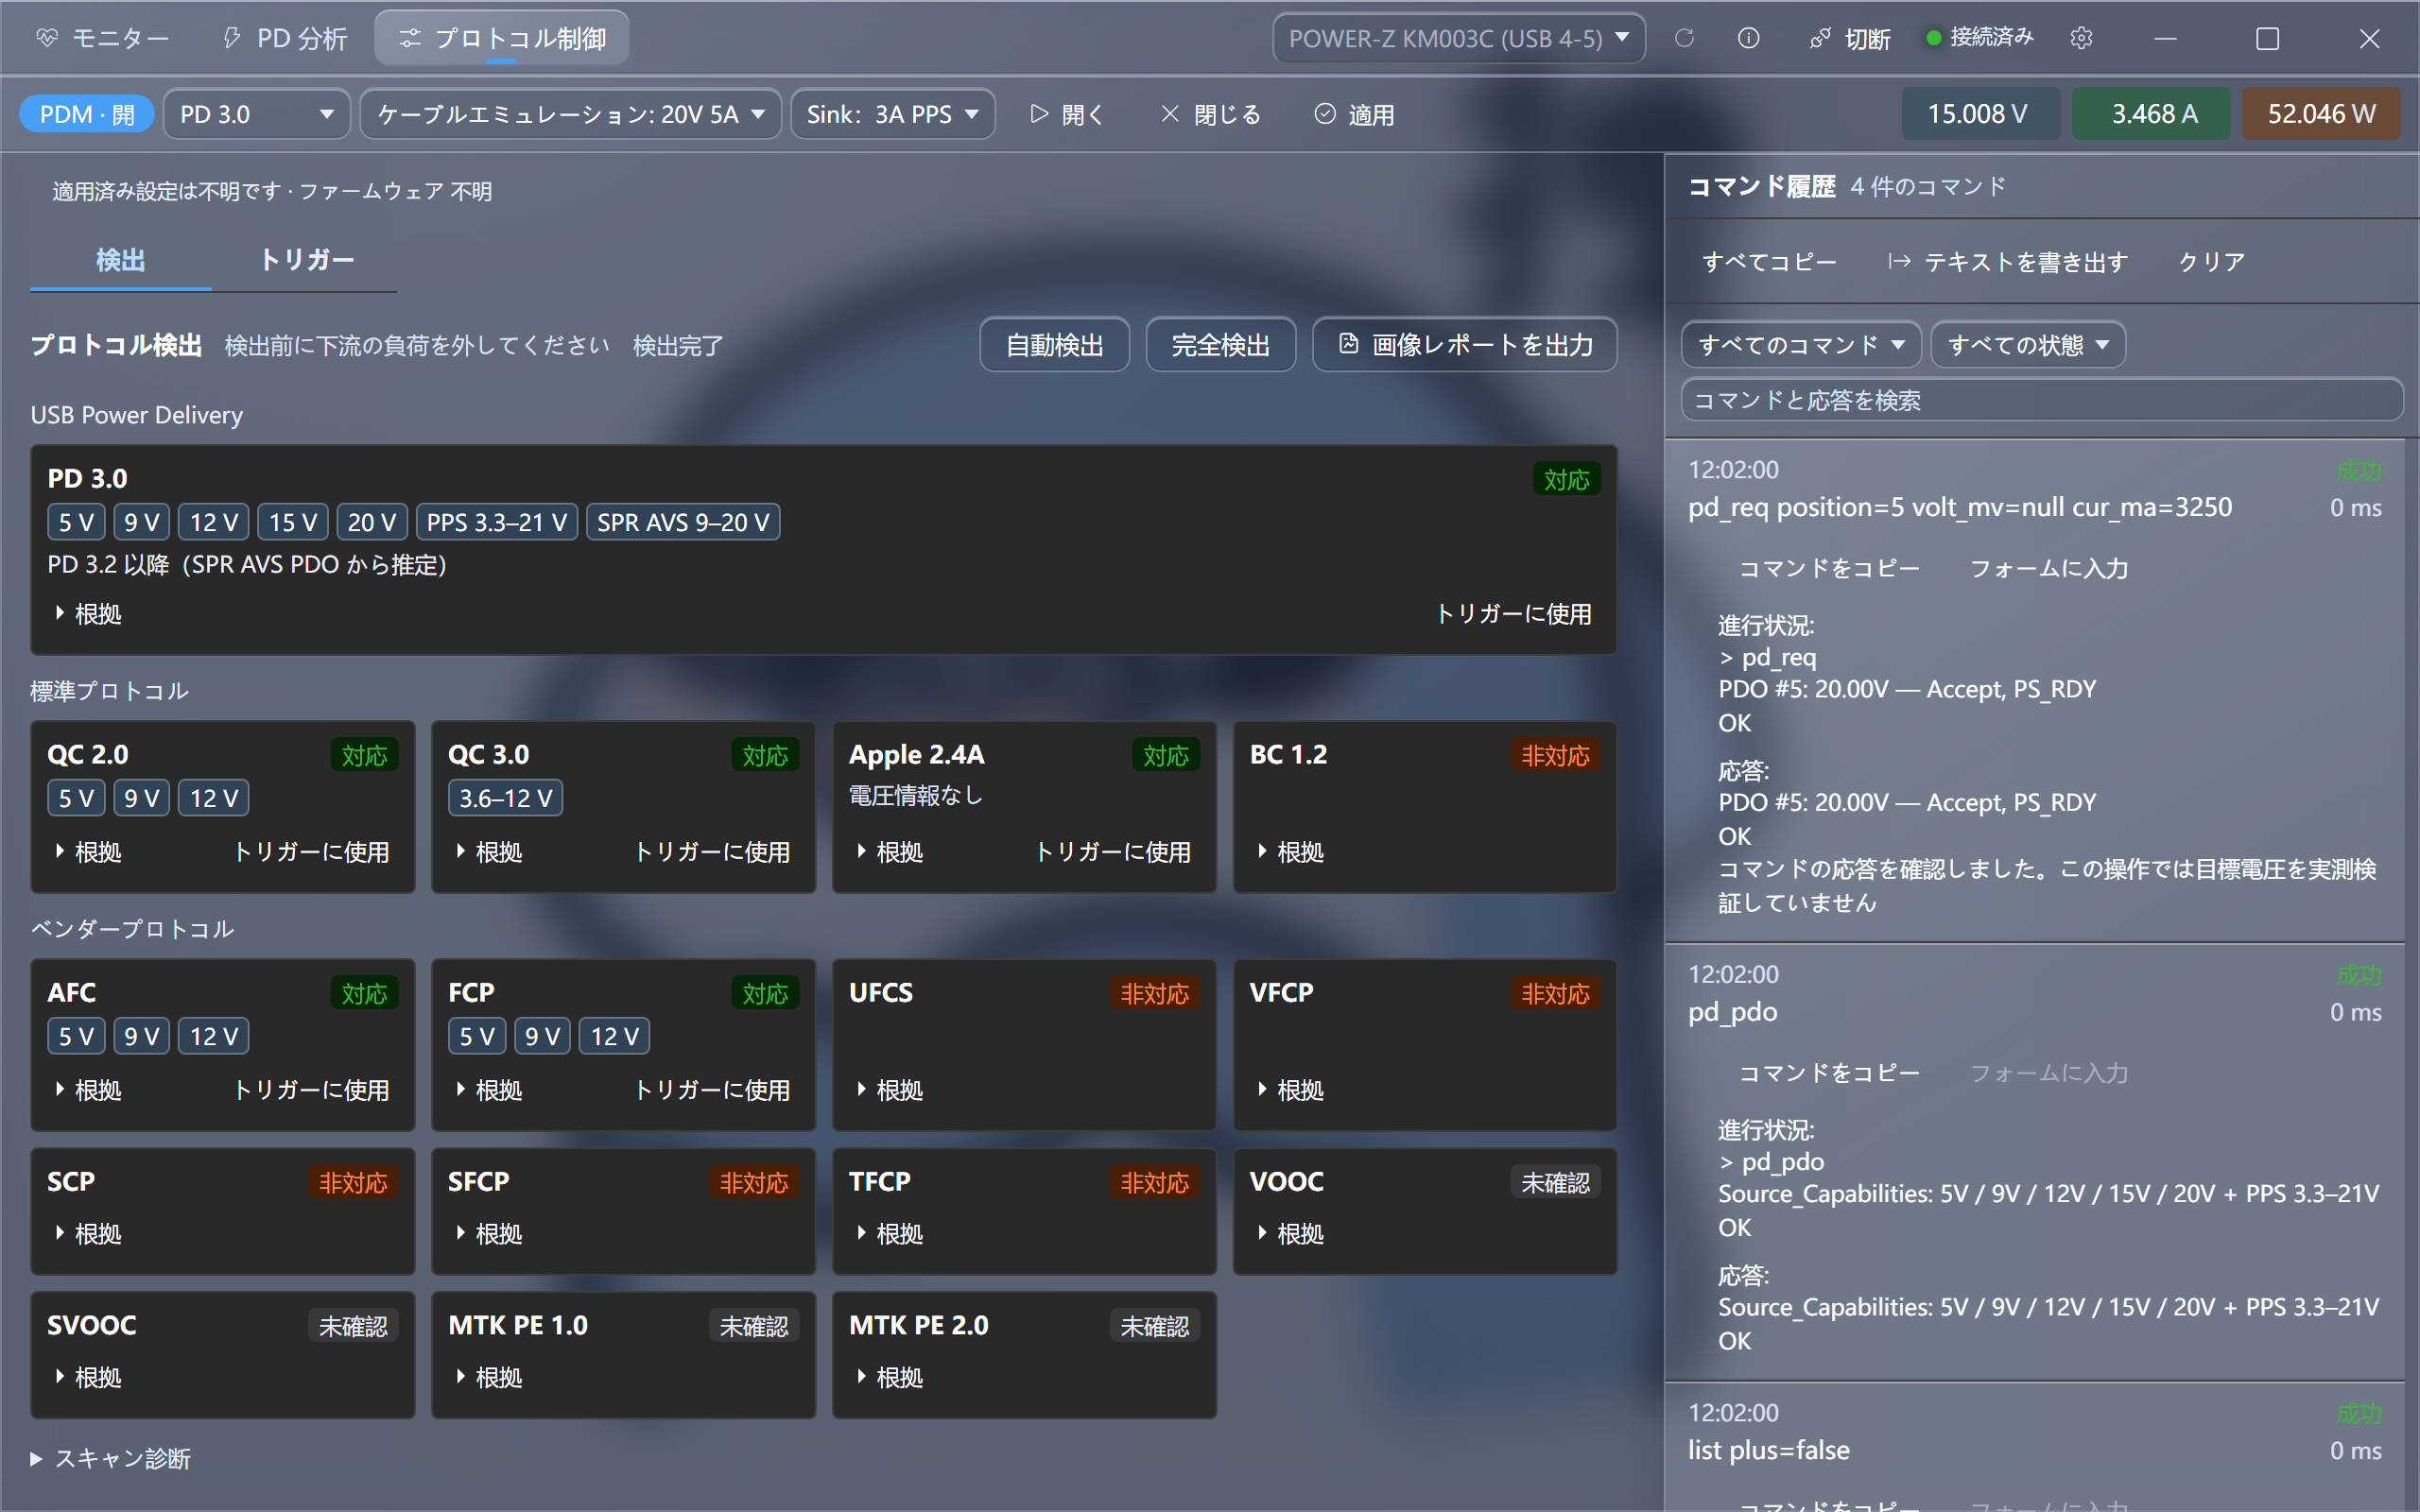 モニター
PD 分析
プロトコル制御
POWER-Z KM003C (USB 4-5)
切断
接続済み
PDM · 開
PD 3.0
ケーブルエミュレーション: 20V 5A
Sink: 3A PPS
開く
閉じる
適用
15.008 V
3.468 A
52.046 W
適用済み設定は不明です · ファームウェア 不明
検出
トリガー
プロトコル検出 検出前に下流の負荷を外してください 検出完了
自動検出
完全検出
画像レポートを出力
USB Power Delivery
PD 3.0
対応
5 V 9 V 12 V 15 V 20 V PPS 3.3–21 V SPR AVS 9–20 V
PD 3.2 以降（SPR AVS PDO から推定）
根拠
トリガーに使用
標準プロトコル
QC 2.0
対応
5 V 9 V 12 V
根拠
トリガーに使用
QC 3.0
対応
3.6–12 V
根拠
トリガーに使用
Apple 2.4A
対応
電圧情報なし
根拠
トリガーに使用
BC 1.2
非対応
根拠
ベンダープロトコル
AFC
対応
5 V 9 V 12 V
根拠
トリガーに使用
FCP
対応
5 V 9 V 12 V
根拠
トリガーに使用
UFCS
非対応
根拠
VFCP
非対応
根拠
SCP
非対応
根拠
SFCP
非対応
根拠
TFCP
非対応
根拠
VOOC
未確認
根拠
SVOOC
未確認
根拠
MTK PE 1.0
未確認
根拠
MTK PE 2.0
未確認
根拠
スキャン診断
コマンド履歴 4 件のコマンド
すべてコピー
テキストを書き出す
クリア
すべてのコマンド
すべての状態
コマンドと応答を検索
12:02:00
成功
pd_req position=5 volt_mv=null cur_ma=3250
0 ms
コマンドをコピー
フォームに入力
進行状況:
> pd_req
PDO #5: 20.00V — Accept, PS_RDY
OK
応答:
PDO #5: 20.00V — Accept, PS_RDY
OK
コマンドの応答を確認しました。この操作では目標電圧を実測検
証していません
12:02:00
成功
pd_pdo
0 ms
コマンドをコピー
フォームに入力
進行状況:
> pd_pdo
Source_Capabilities: 5V / 9V / 12V / 15V / 20V + PPS 3.3–21V
OK
応答:
Source_Capabilities: 5V / 9V / 12V / 15V / 20V + PPS 3.3–21V
OK
12:02:00
成功
list plus=false
0 ms
コマンドをコピー
フォームに入力